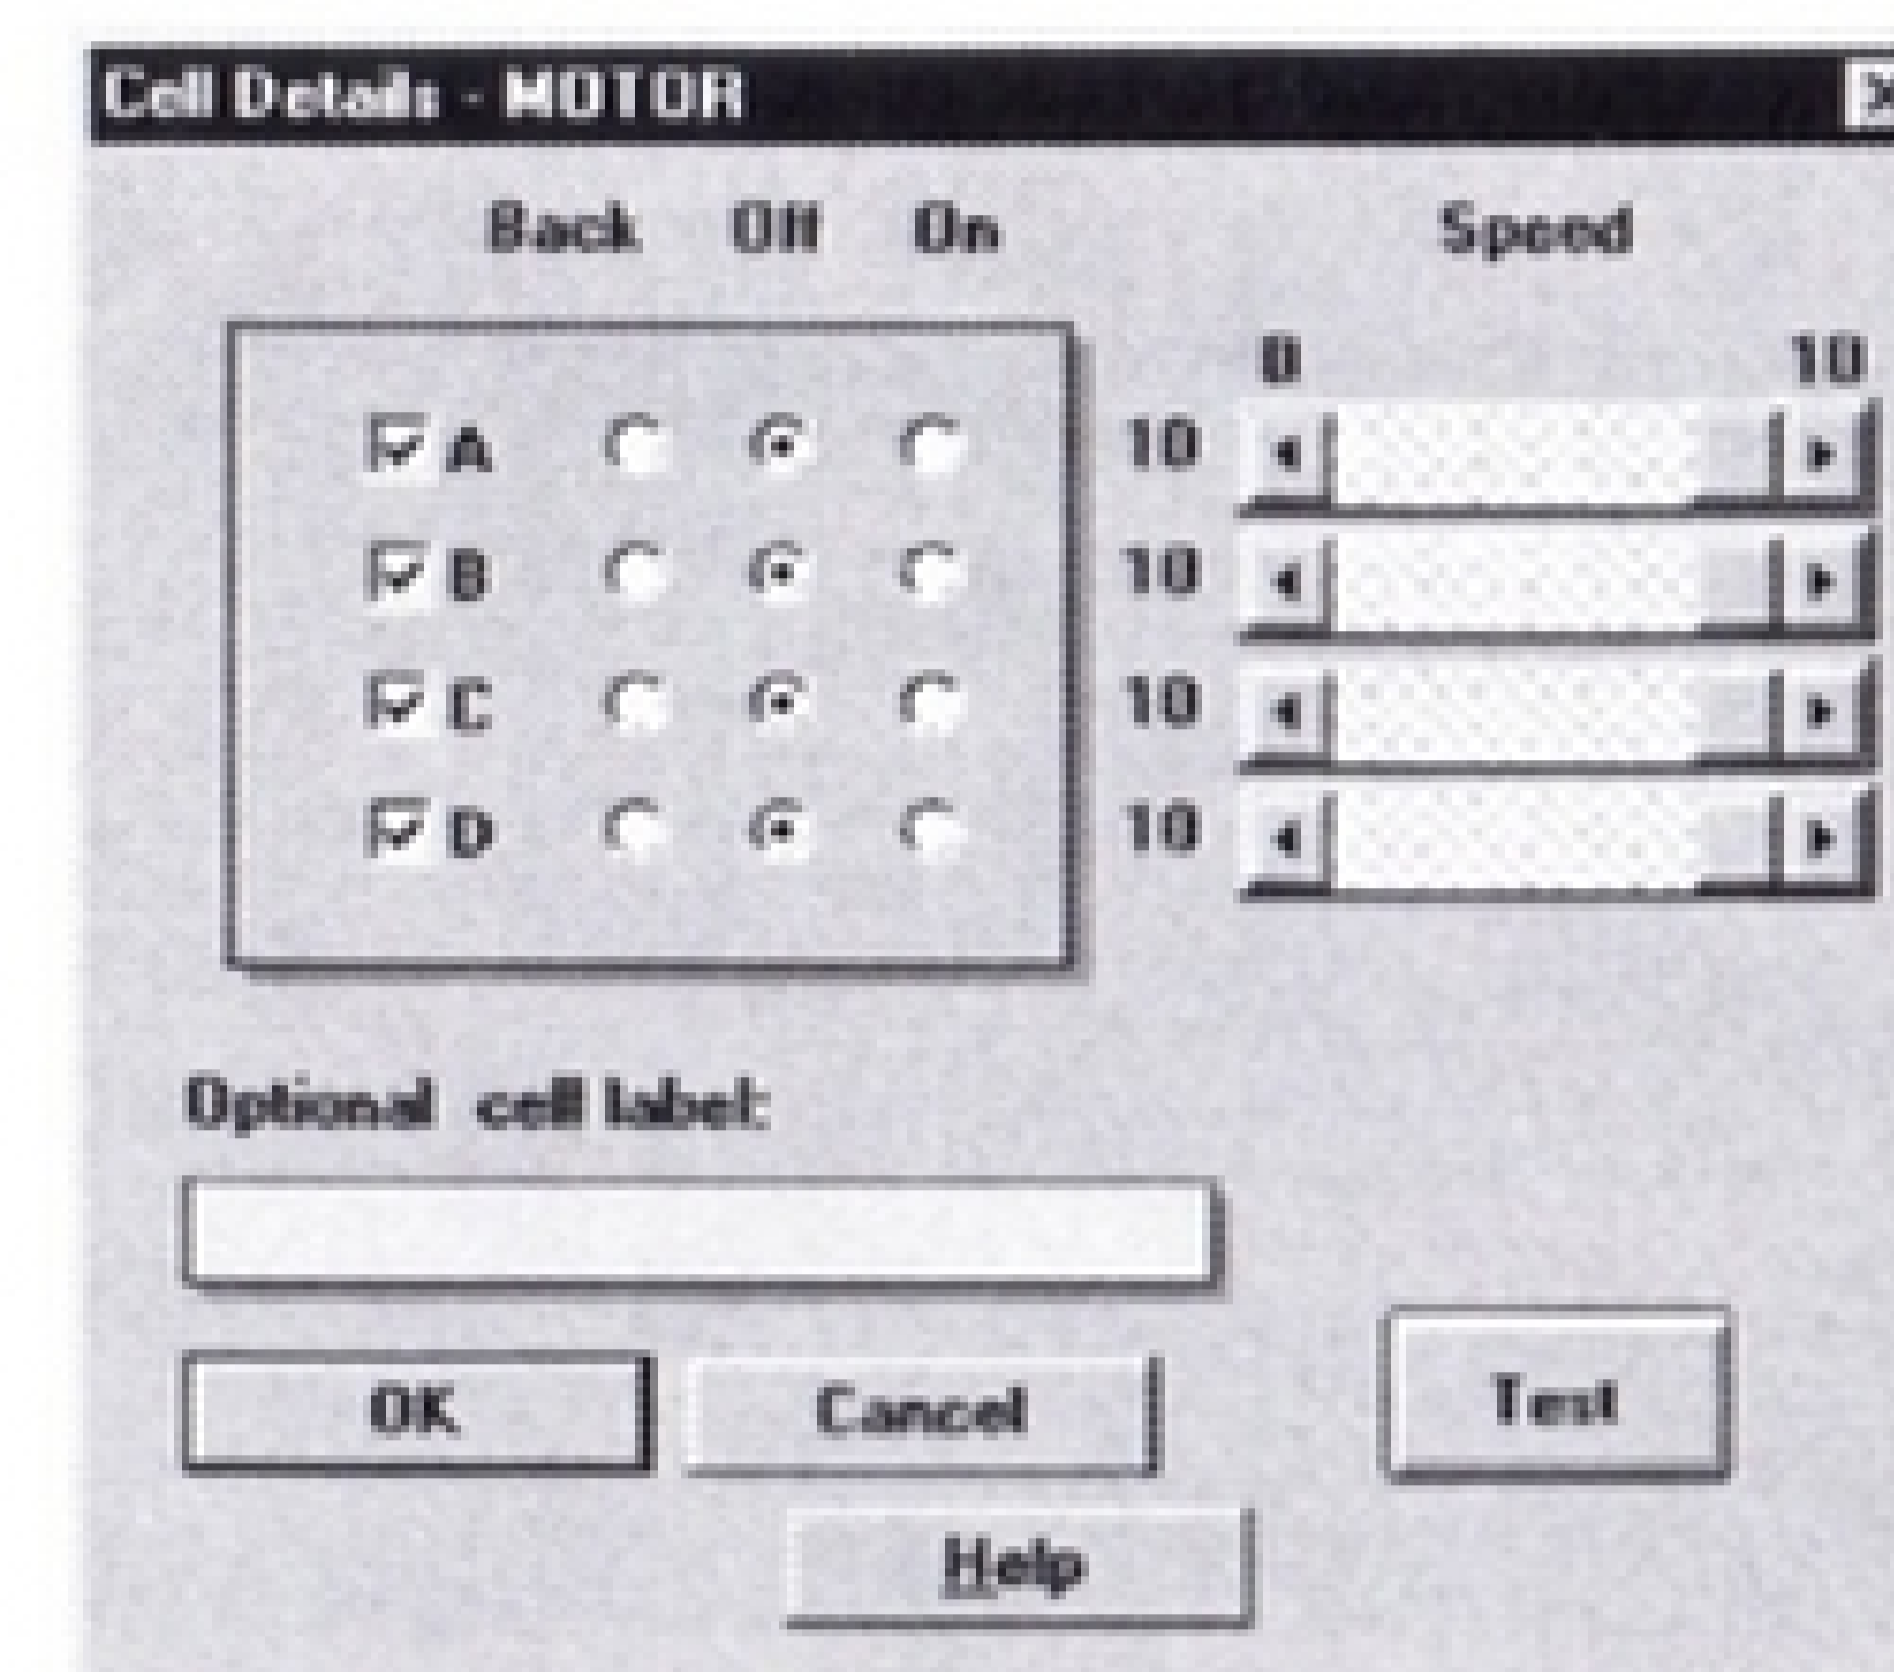 Cell Details - MOTOR
Back Off On Speed
0 10
A 10
B 10
C 10
D 10
Optional cell label:
OK Cancel Test
Help